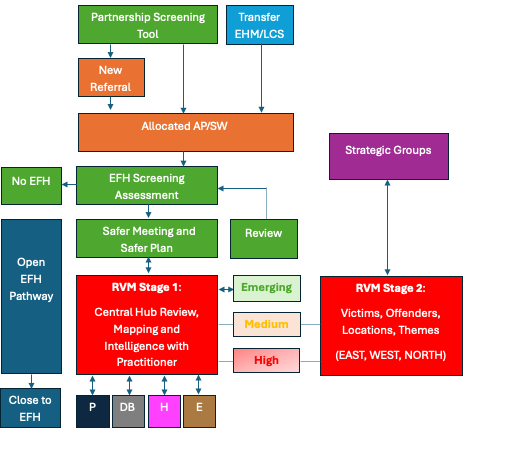 Partnership Screening
Tool
Transfer
EHM/LCS
New
Referral
Allocated AP/SW
Strategic Groups
No EFH
EFH Screening
Assessment
Open
EFH
Pathway
Safer Meeting and
Safer Plan
Review
RVM Stage 1:
Central Hub Review,
Mapping and
Intelligence with
Practitioner
Emerging
Medium
High
RVM Stage 2:
Victims, Offenders,
Locations, Themes
(EAST, WEST, NORTH)
Close to
EFH
P
DB
H
E